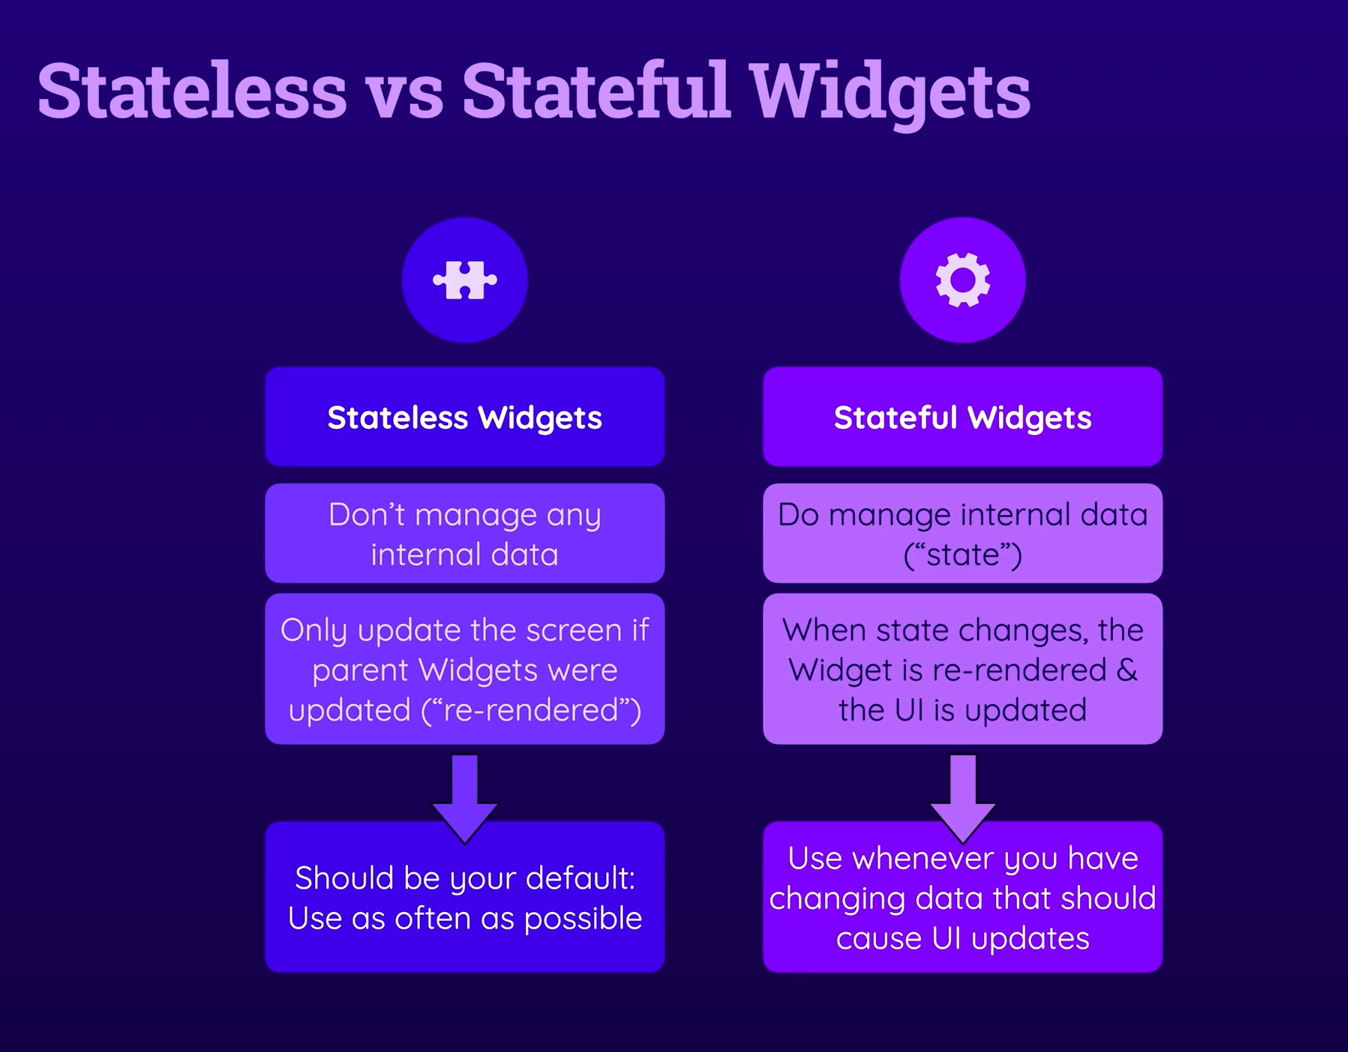 Stateless vs Stateful Widgets
Stateless Widgets
Don’t manage any
internal data
Only update the screen if
parent Widgets were
updated (“re-rendered”)
Should be your default:
Use as often as possible
Stateful Widgets
Do manage internal data
(“state”)
When state changes, the
Widget is re-rendered &
the UI is updated
Use whenever you have
changing data that should
cause UI updates